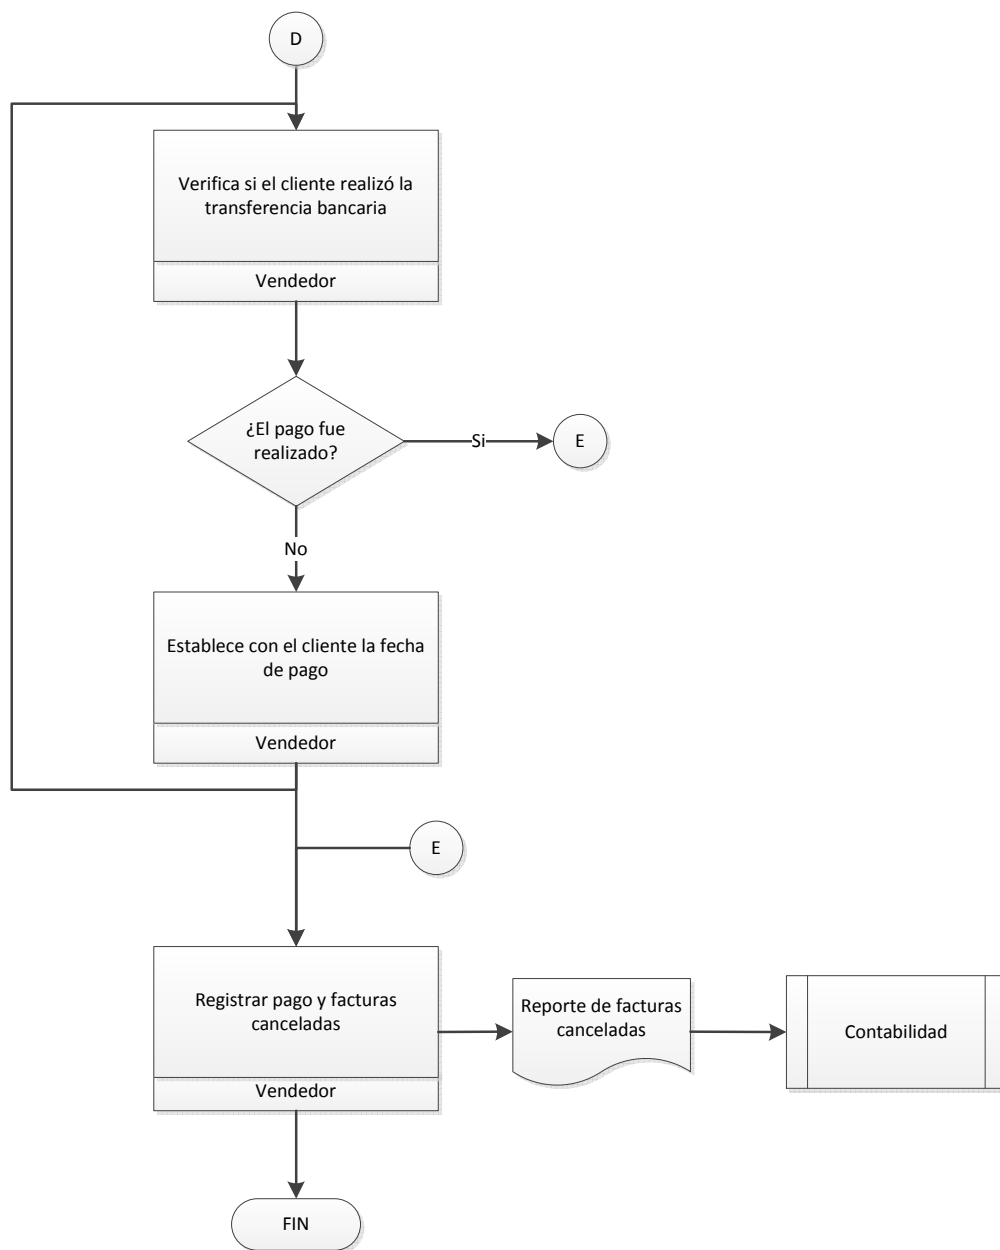 D
Verifica si el cliente realizó la
transferencia bancaria
Vendedor
¿El pago fue
realizado?
Si
E
No
Establece con el cliente la fecha
de pago
Vendedor
E
Registrar pago y facturas
canceladas
Vendedor
Reporte de facturas
canceladas
Contabilidad
FIN